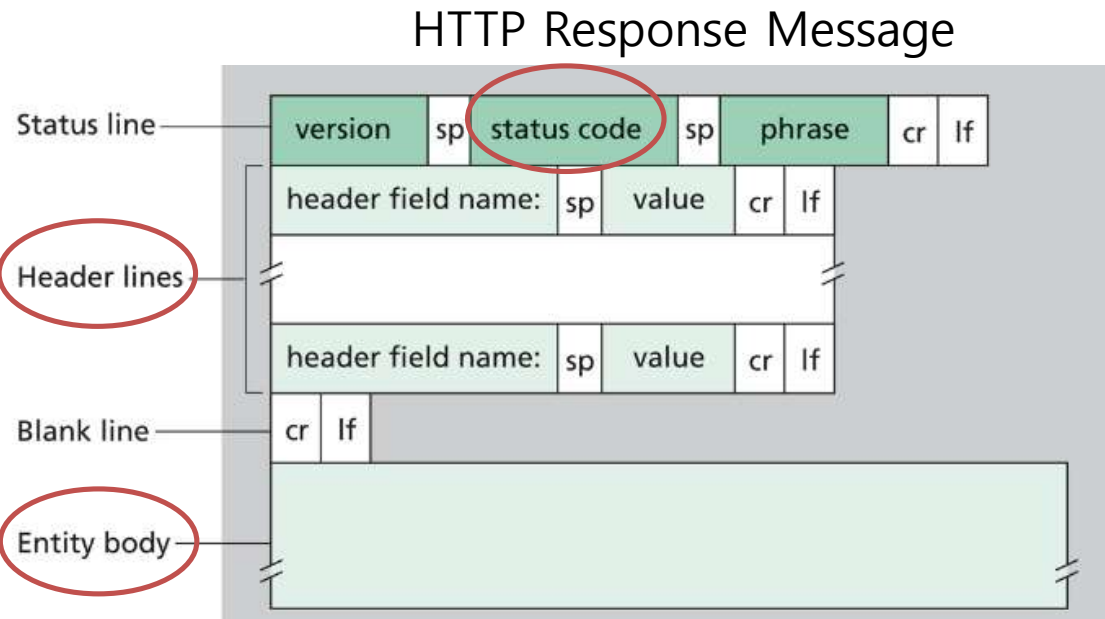 HTTP Response Message
Status line
version sp status code sp phrase cr lf
header field name: sp value cr lf
Header lines
header field name: sp value cr lf
Blank line
cr lf
Entity body